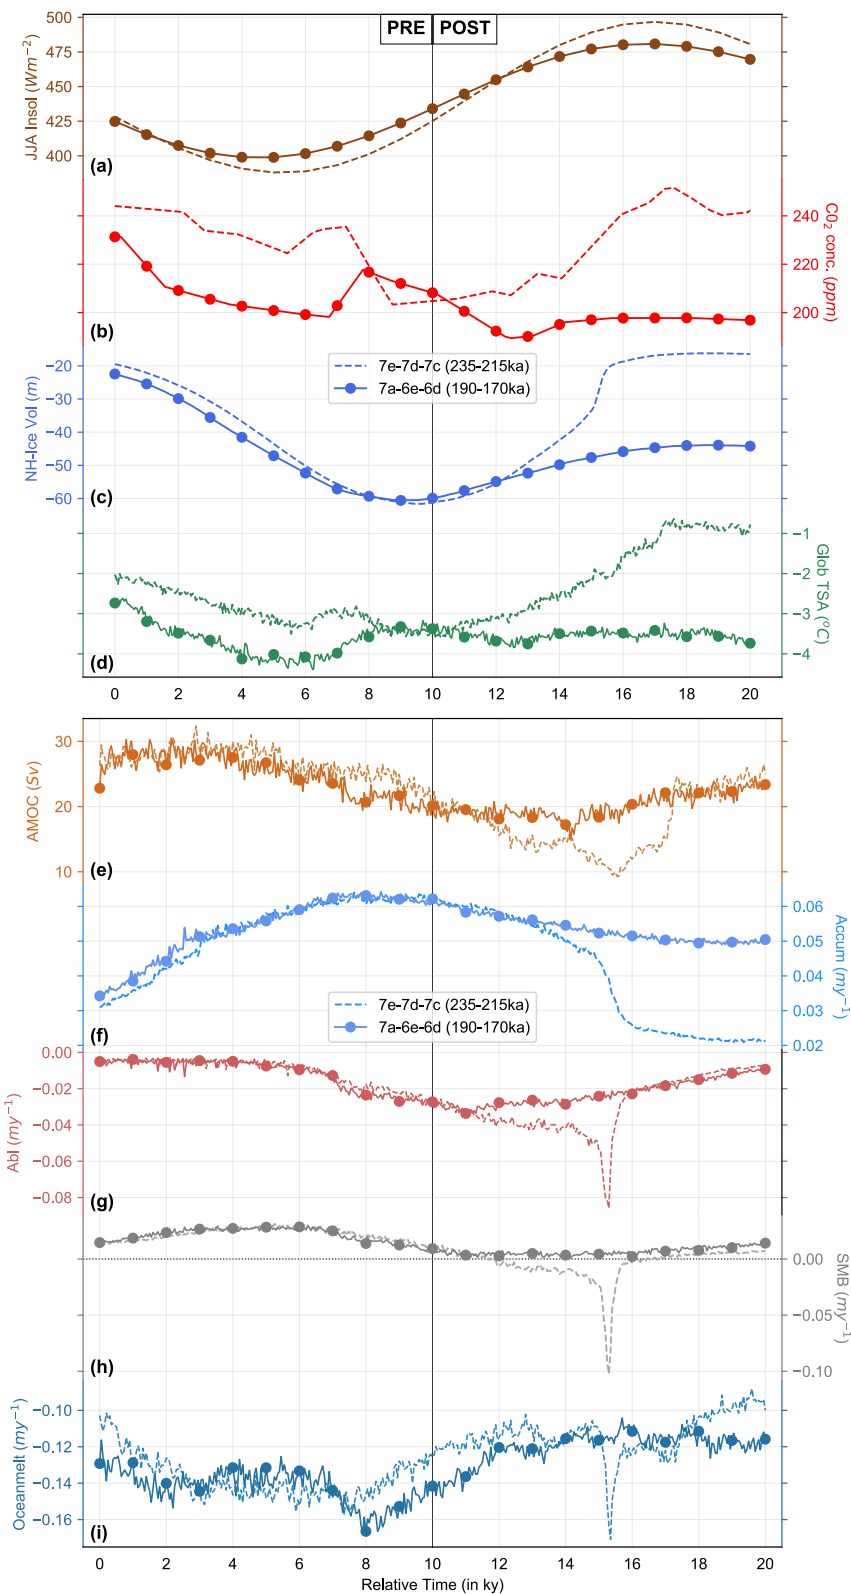 PRE POST
500
475
450
425
400
JJA Insol (Wm−2)
(a)
240
220
200
C02 conc. (ppm)
(b)
7e-7d-7c (235-215ka)
7a-6e-6d (190-170ka)
−20
−30
−40
−50
−60
NH-Ice Vol (m)
(c)
−1
−2
−3
−4
Glob TSA (°C)
(d)
0 2 4 6 8 10 12 14 16 18 20
30
20
10
AMOC (Sv)
(e)
0.06
0.05
0.04
0.03
0.02
Accum (my−1)
7e-7d-7c (235-215ka)
7a-6e-6d (190-170ka)
(f)
0.00
−0.02
−0.04
−0.06
−0.08
Abl (my−1)
(g)
0.00
−0.05
−0.10
SMB (my−1)
(h)
−0.10
−0.12
−0.14
−0.16
Oceanmelt (my−1)
(i)
0 2 4 6 8 10 12 14 16 18 20
Relative Time (in ky)